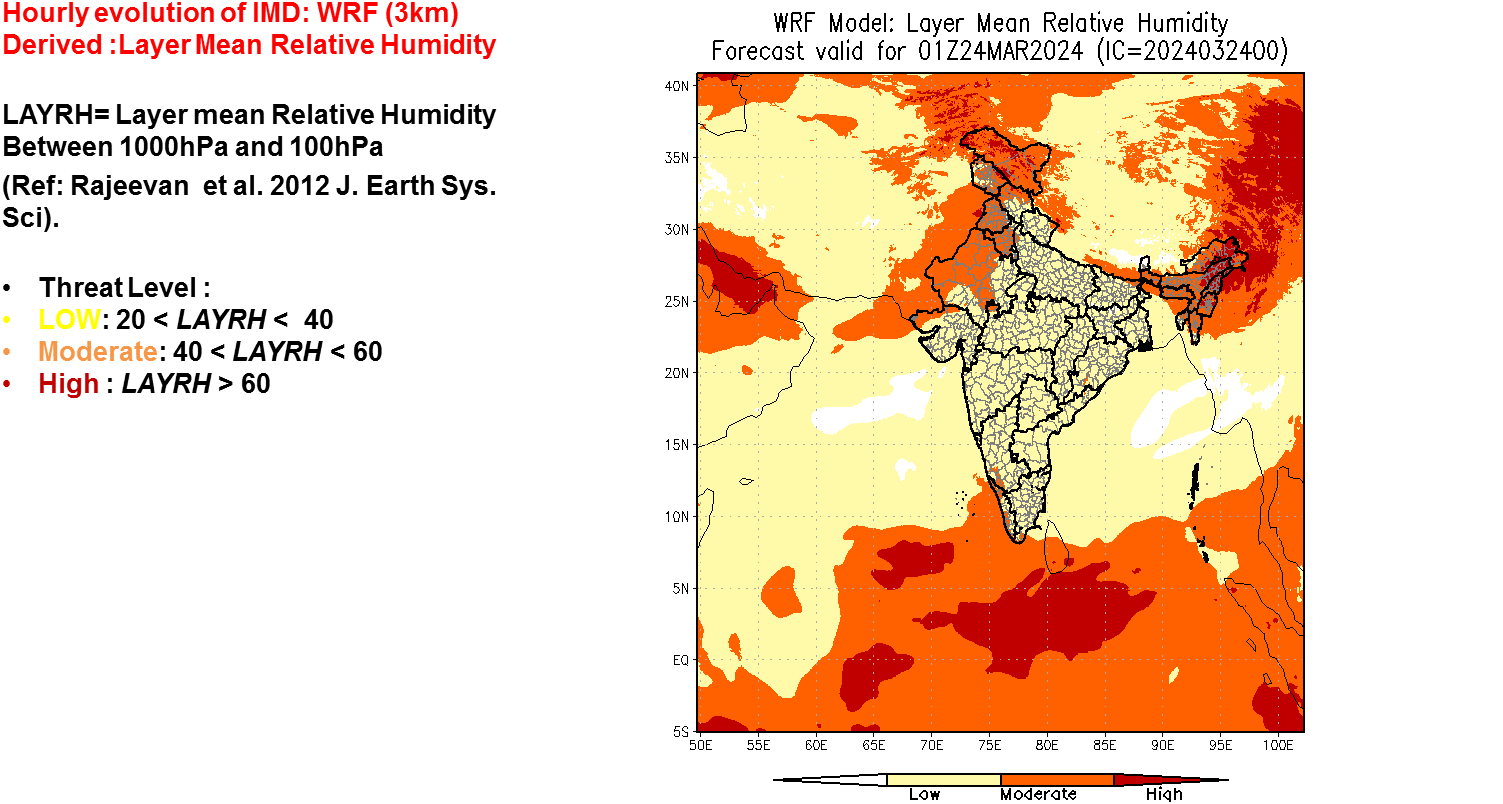 Hourly evolution of IMD: WRF (3km)
Derived :Layer Mean Relative Humidity
LAYRH= Layer mean Relative Humidity
Between 1000hPa and 100hPa
(Ref: Rajeevan et al. 2012 J. Earth Sys.
Sci).
• Threat Level :
• LOW: 20 < LAYRH < 40
• Moderate: 40 < LAYRH < 60
• High : LAYRH > 60
WRF Model: Layer Mean Relative Humidity
Forecast valid for 01Z24MAR2024 (IC=2024032400)
40N
35N
30N
25N
20N
15N
10N
5N
EQ
5S
50E 55E 60E 65E 70E 75E 80E 85E 90E 95E 100E
Low Moderate High